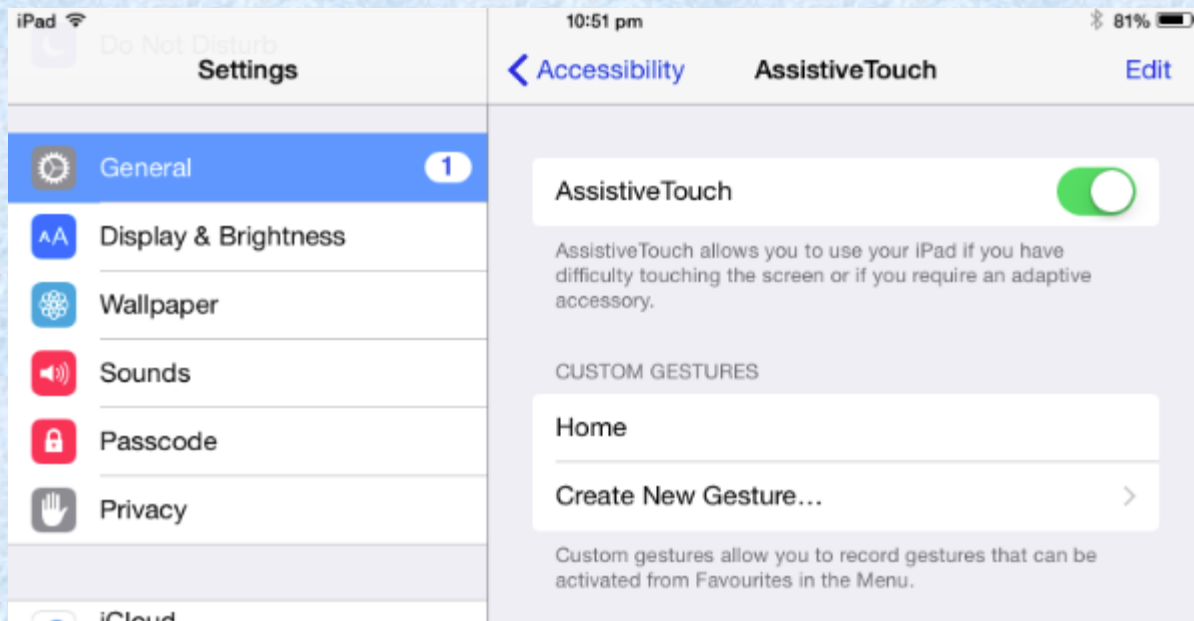 iPad
10:51 pm
81%
Do Not Disturb
Settings
Accessibility
AssistiveTouch
Edit
General
1
AA Display & Brightness
Wallpaper
Sounds
Passcode
Privacy
iCloud
AssistiveTouch
AssistiveTouch allows you to use your iPad if you have
difficulty touching the screen or if you require an adaptive
accessory.
CUSTOM GESTURES
Home
Create New Gesture...
Custom gestures allow you to record gestures that can be
activated from Favourites in the Menu.